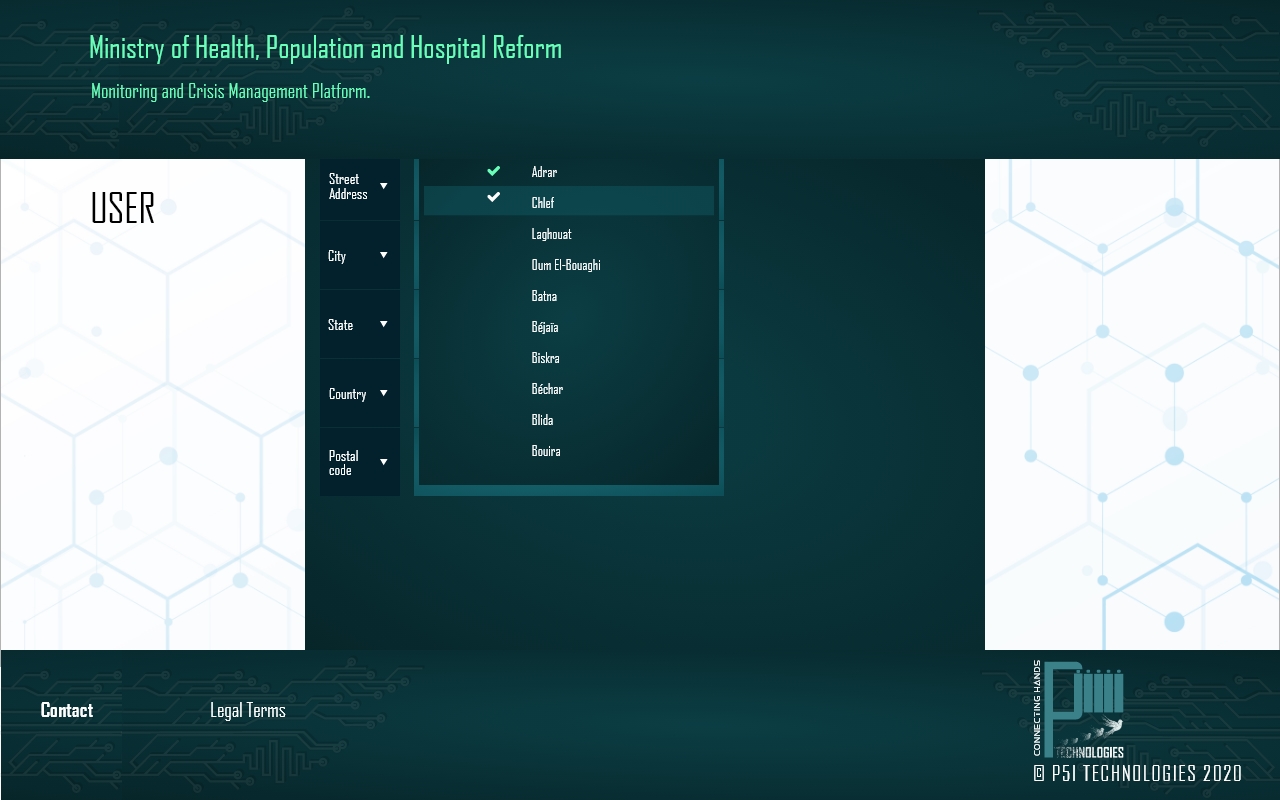 Ministry of Health, Population and Hospital Reform
Monitoring and Crisis Management Platform.
USER
Street
Address
City
State
Country
Postal
code
Adrar
Chlef
Laghouat
Oum El-Bouaghi
Batna
Béjaïa
Biskra
Béchar
Blida
Bouira
Contact
Legal Terms
CONNECTING HANDS
TECHNOLOGIES
© P5I TECHNOLOGIES 2020